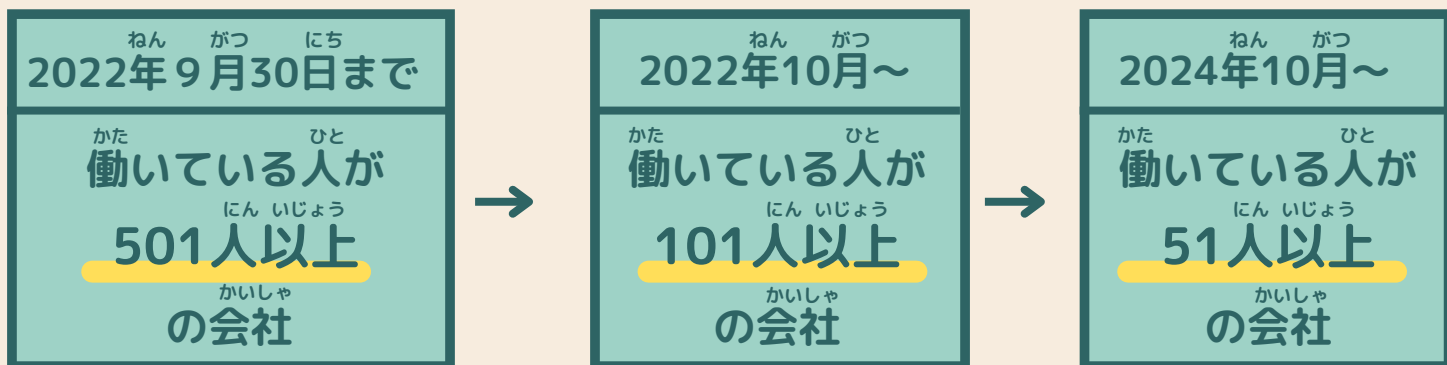 ねん がつ にち
2022年９月30日まで
かた ひと
働いている人が
にん いじょう
501人以上
かいしゃ
の会社
→
ねん がつ
2022年10月～
かた ひと
働いている人が
にん いじょう
101人以上
かいしゃ
の会社
→
ねん がつ
2024年10月～
かた ひと
働いている人が
にん いじょう
51人以上
かいしゃ
の会社